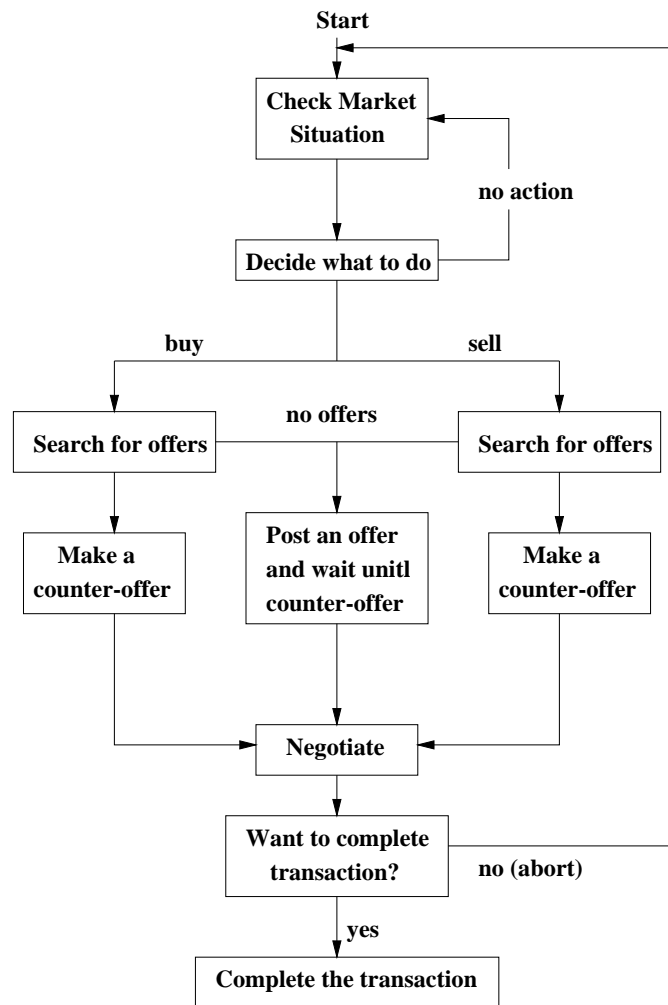 Start
Check Market
Situation
no action
Decide what to do
buy
sell
no offers
Search for offers
Search for offers
Make a
counter-offer
Post an offer
and wait unitl
counter-offer
Make a
counter-offer
Negotiate
Want to complete
transaction?
no (abort)
yes
Complete the transaction